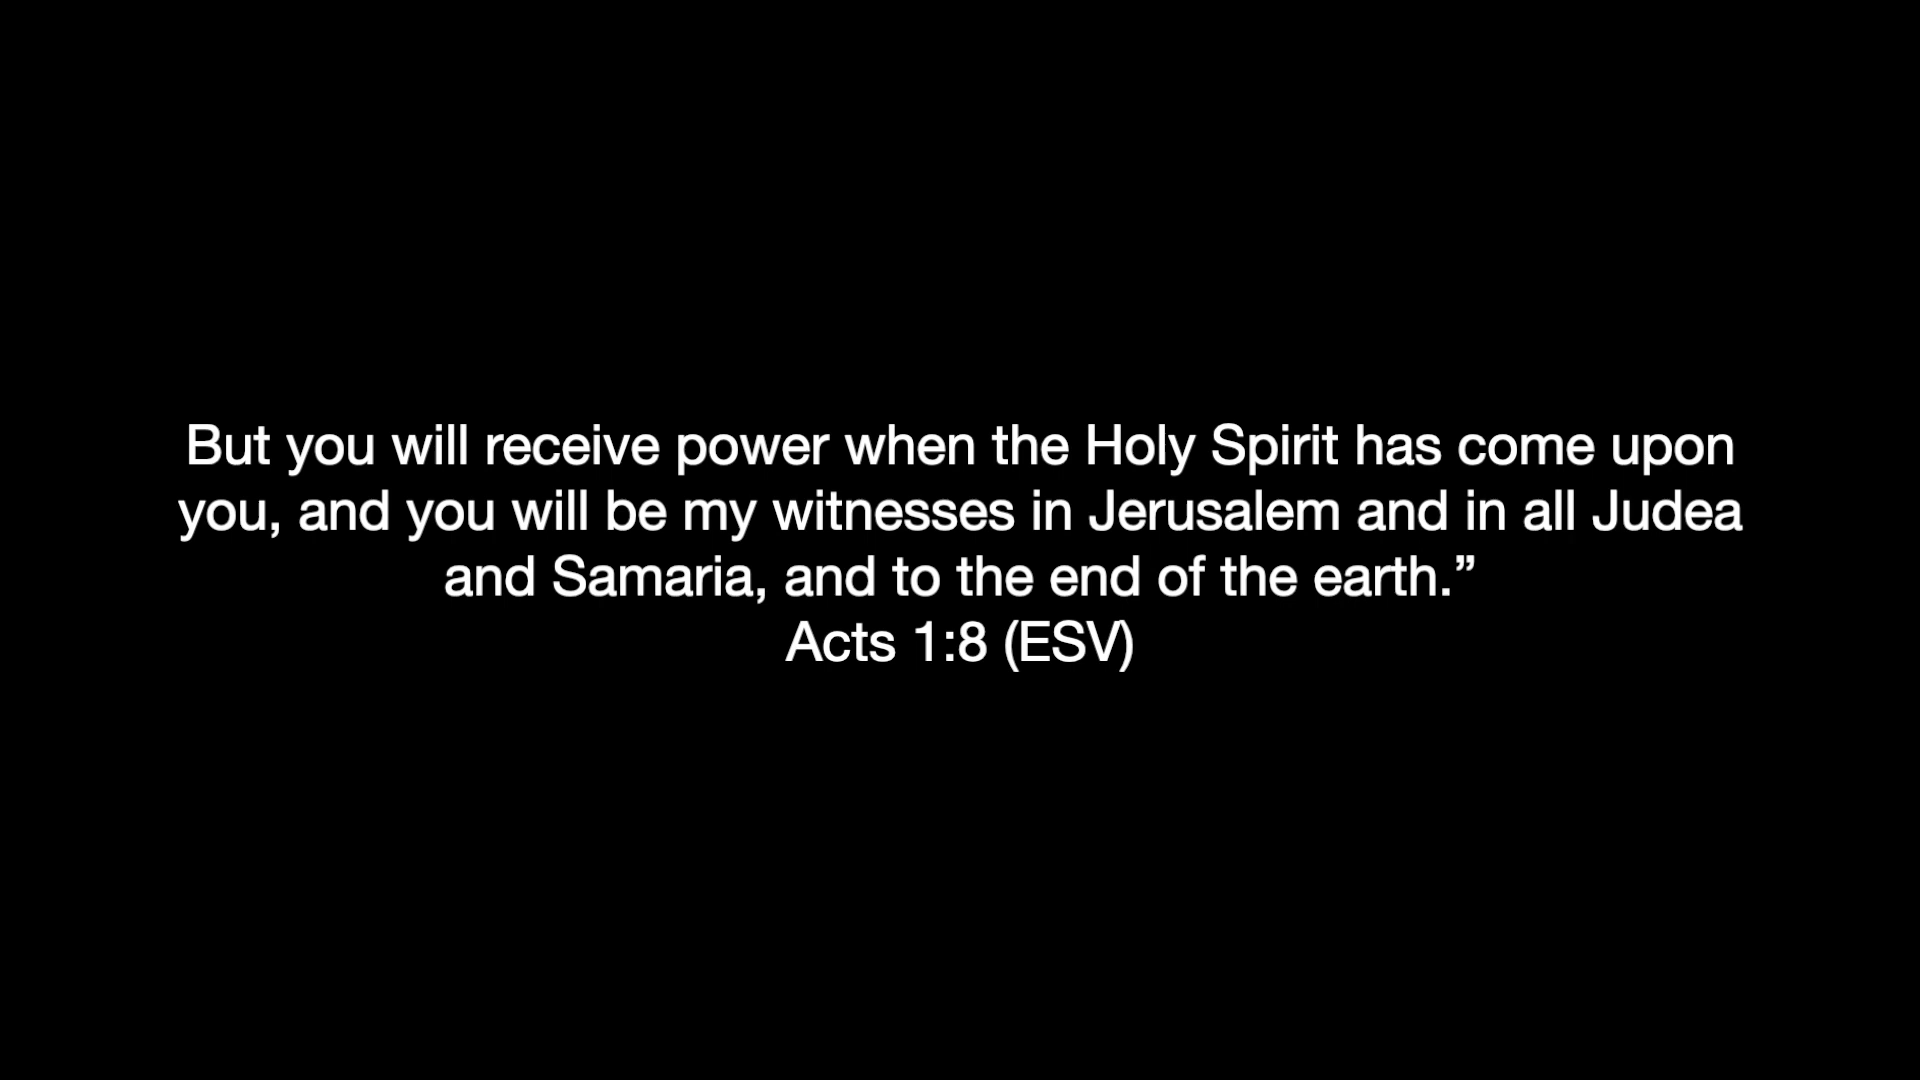 But you will receive power when the Holy Spirit has come upon
you, and you will be my witnesses in Jerusalem and in all Judea
and Samaria, and to the end of the earth.”
Acts 1:8 (ESV)